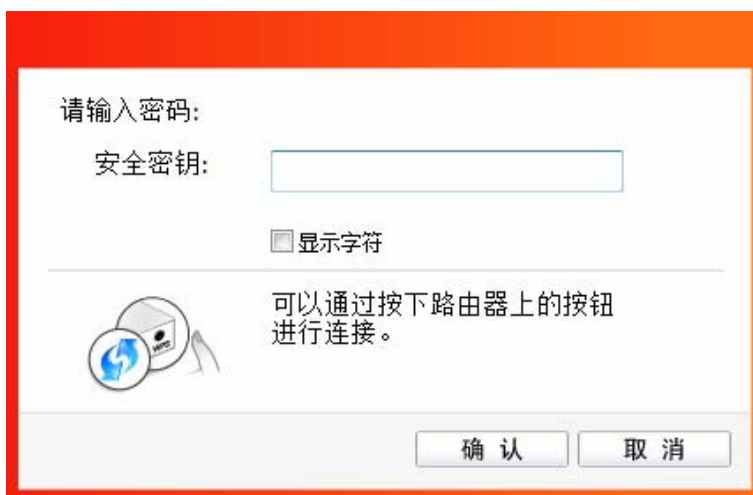 请输入密码:
安全密钥:
显示字符
可以通过按下路由器上的按钮
进行连接。
WPS
确 认
取 消